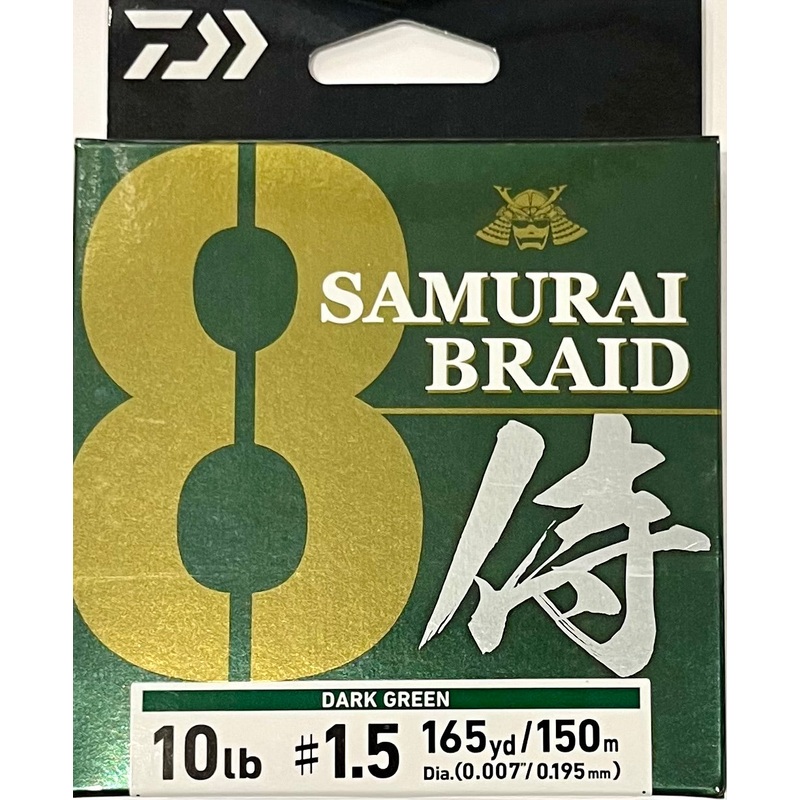 8
SAMURAI
BRAID
侍
DARK GREEN
10lb #1.5 165yd/150m
Dia.(0.007"/0.195mm)